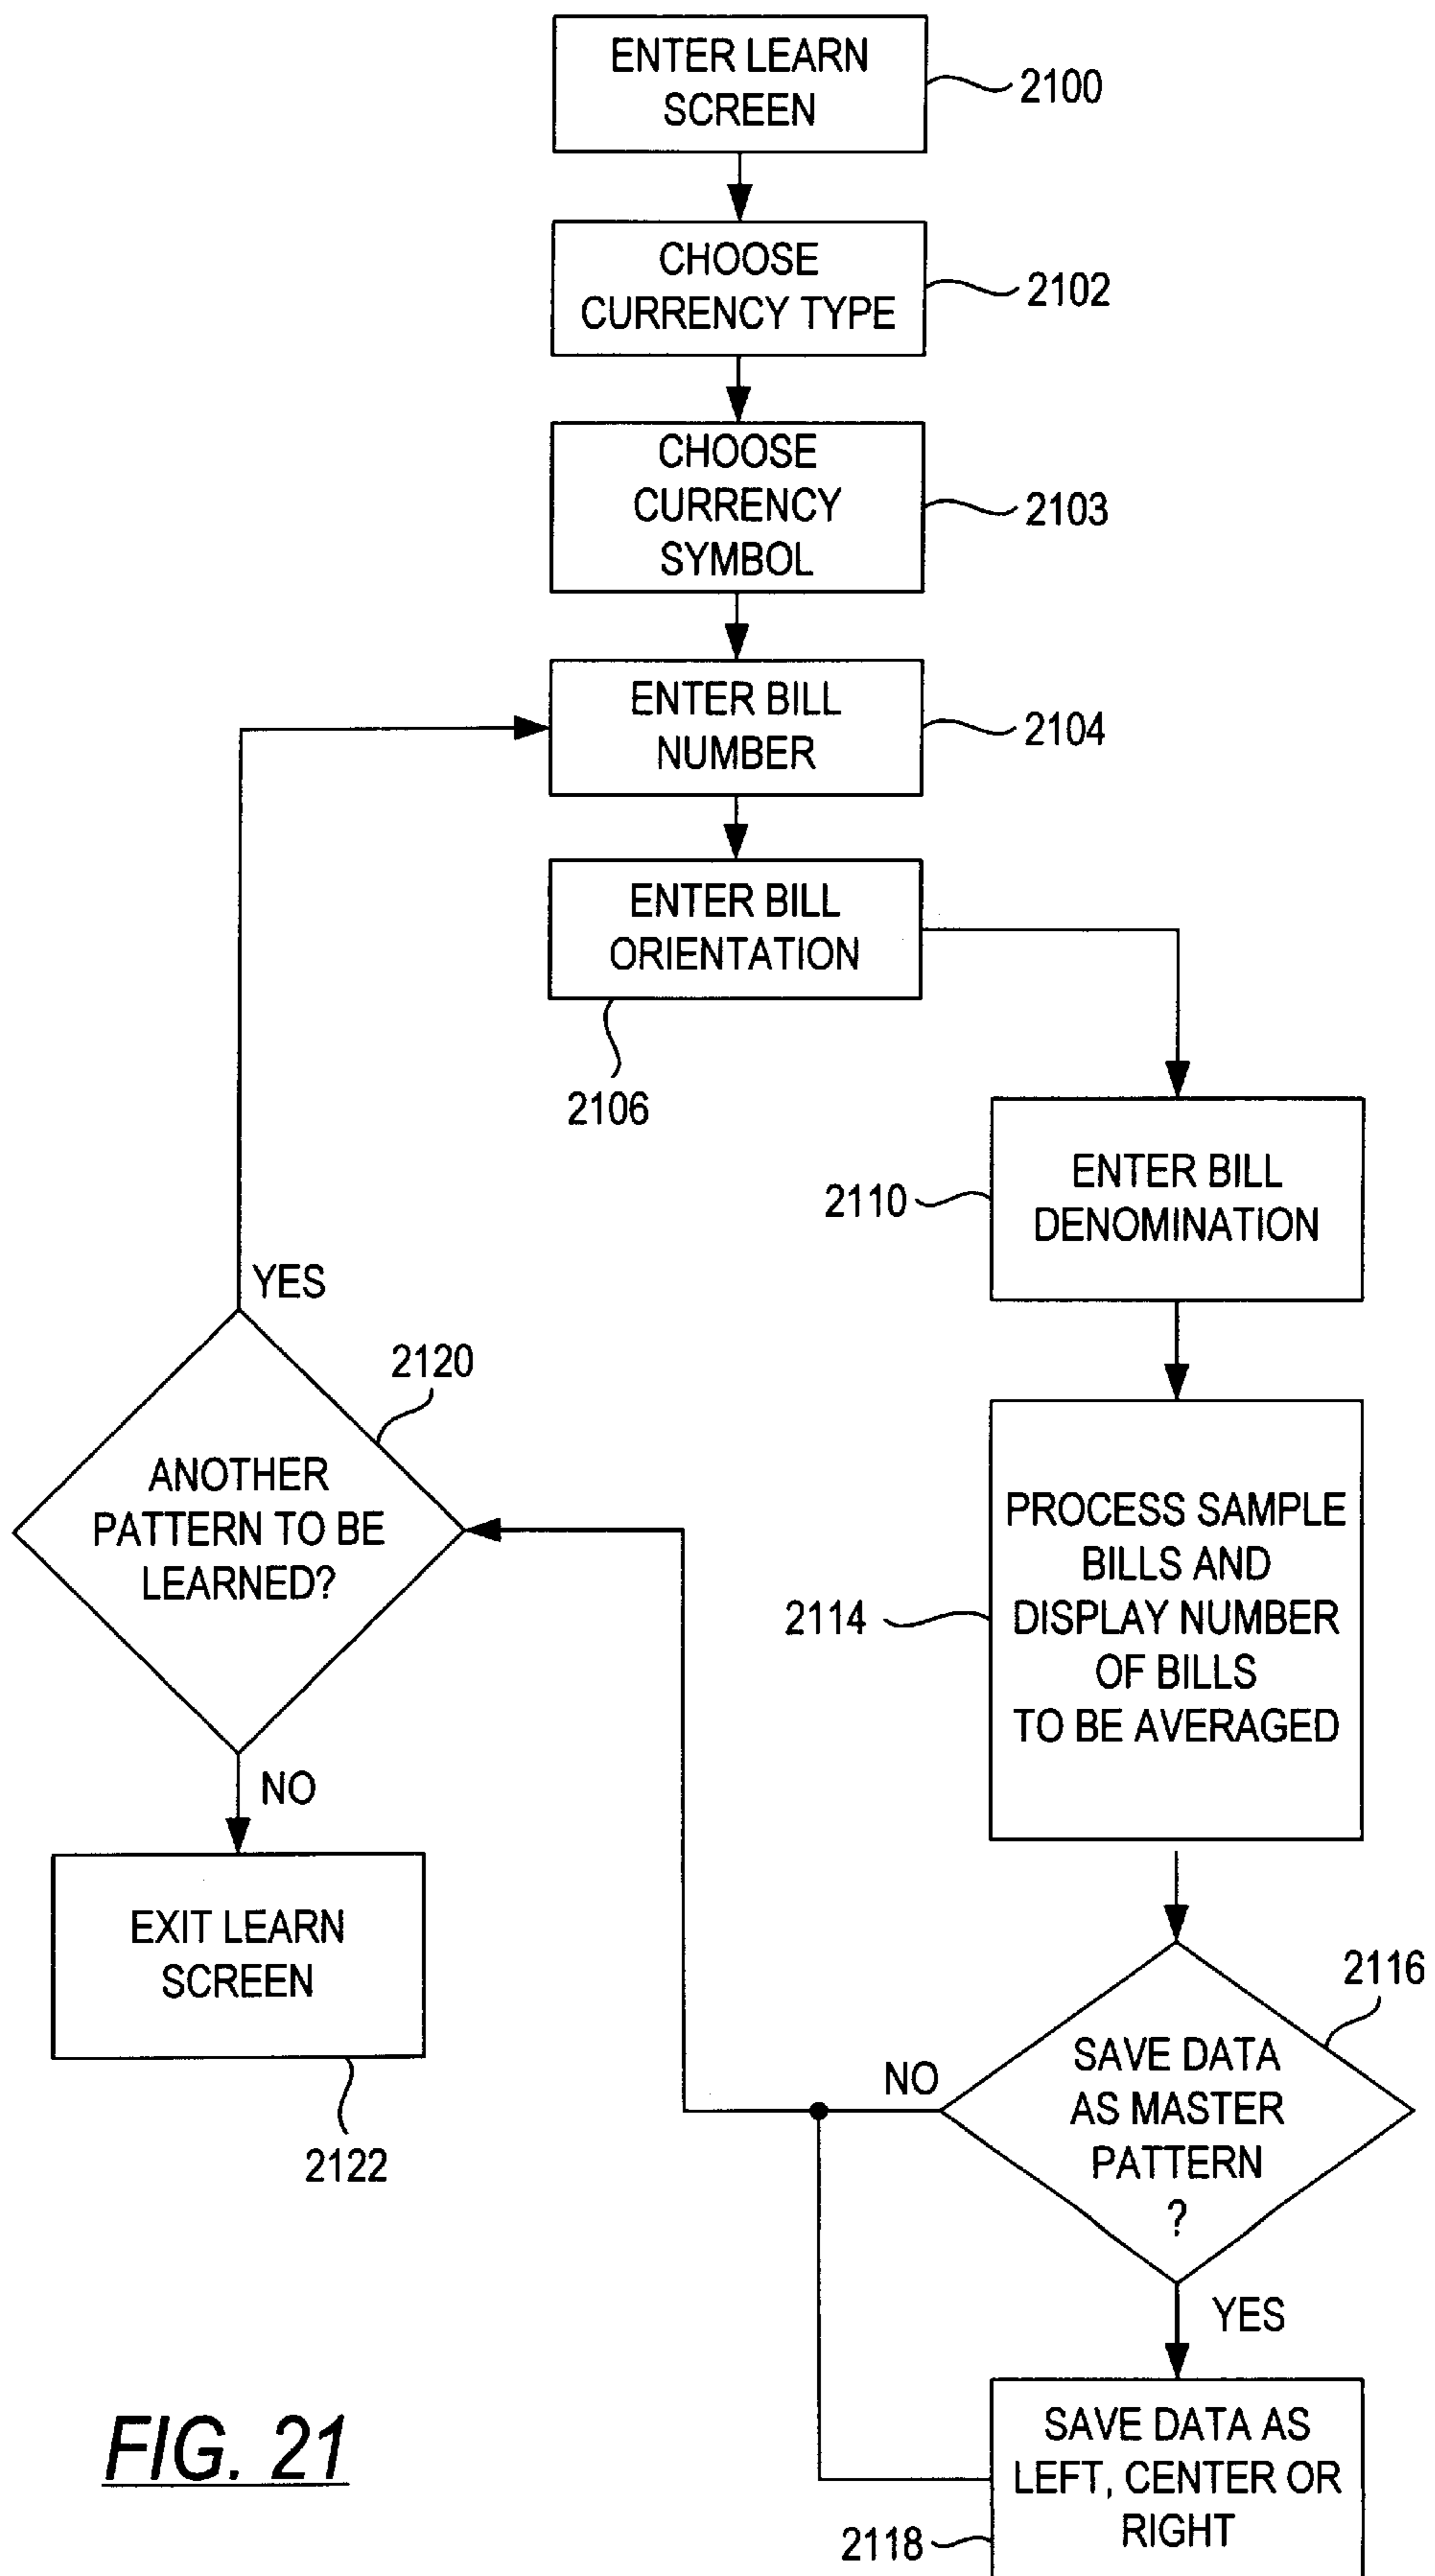 ENTER LEARN
SCREEN
2100
CHOOSE
CURRENCY TYPE
2102
CHOOSE
CURRENCY
SYMBOL
2103
ENTER BILL
NUMBER
2104
ENTER BILL
ORIENTATION
2106
ENTER BILL
DENOMINATION
2110
PROCESS SAMPLE
BILLS AND
DISPLAY NUMBER
OF BILLS
TO BE AVERAGED
2114
SAVE DATA
AS MASTER
PATTERN
?
2116
NO
YES
SAVE DATA AS
LEFT, CENTER OR
RIGHT
2118
YES
2120
ANOTHER
PATTERN TO BE
LEARNED?
NO
EXIT LEARN
SCREEN
2122
FIG. 21